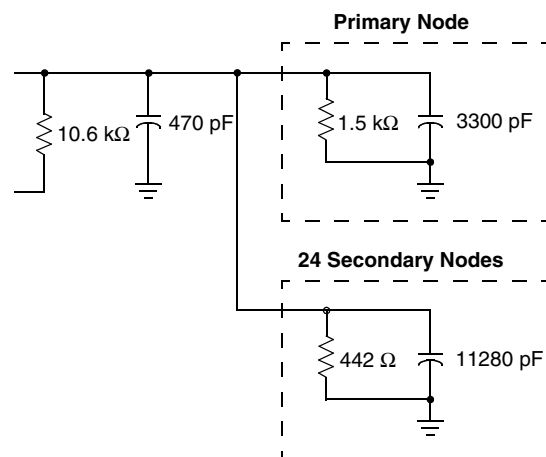 Primary Node
10.6 kΩ
470 pF
1.5 kΩ
3300 pF
24 Secondary Nodes
442 Ω
11280 pF